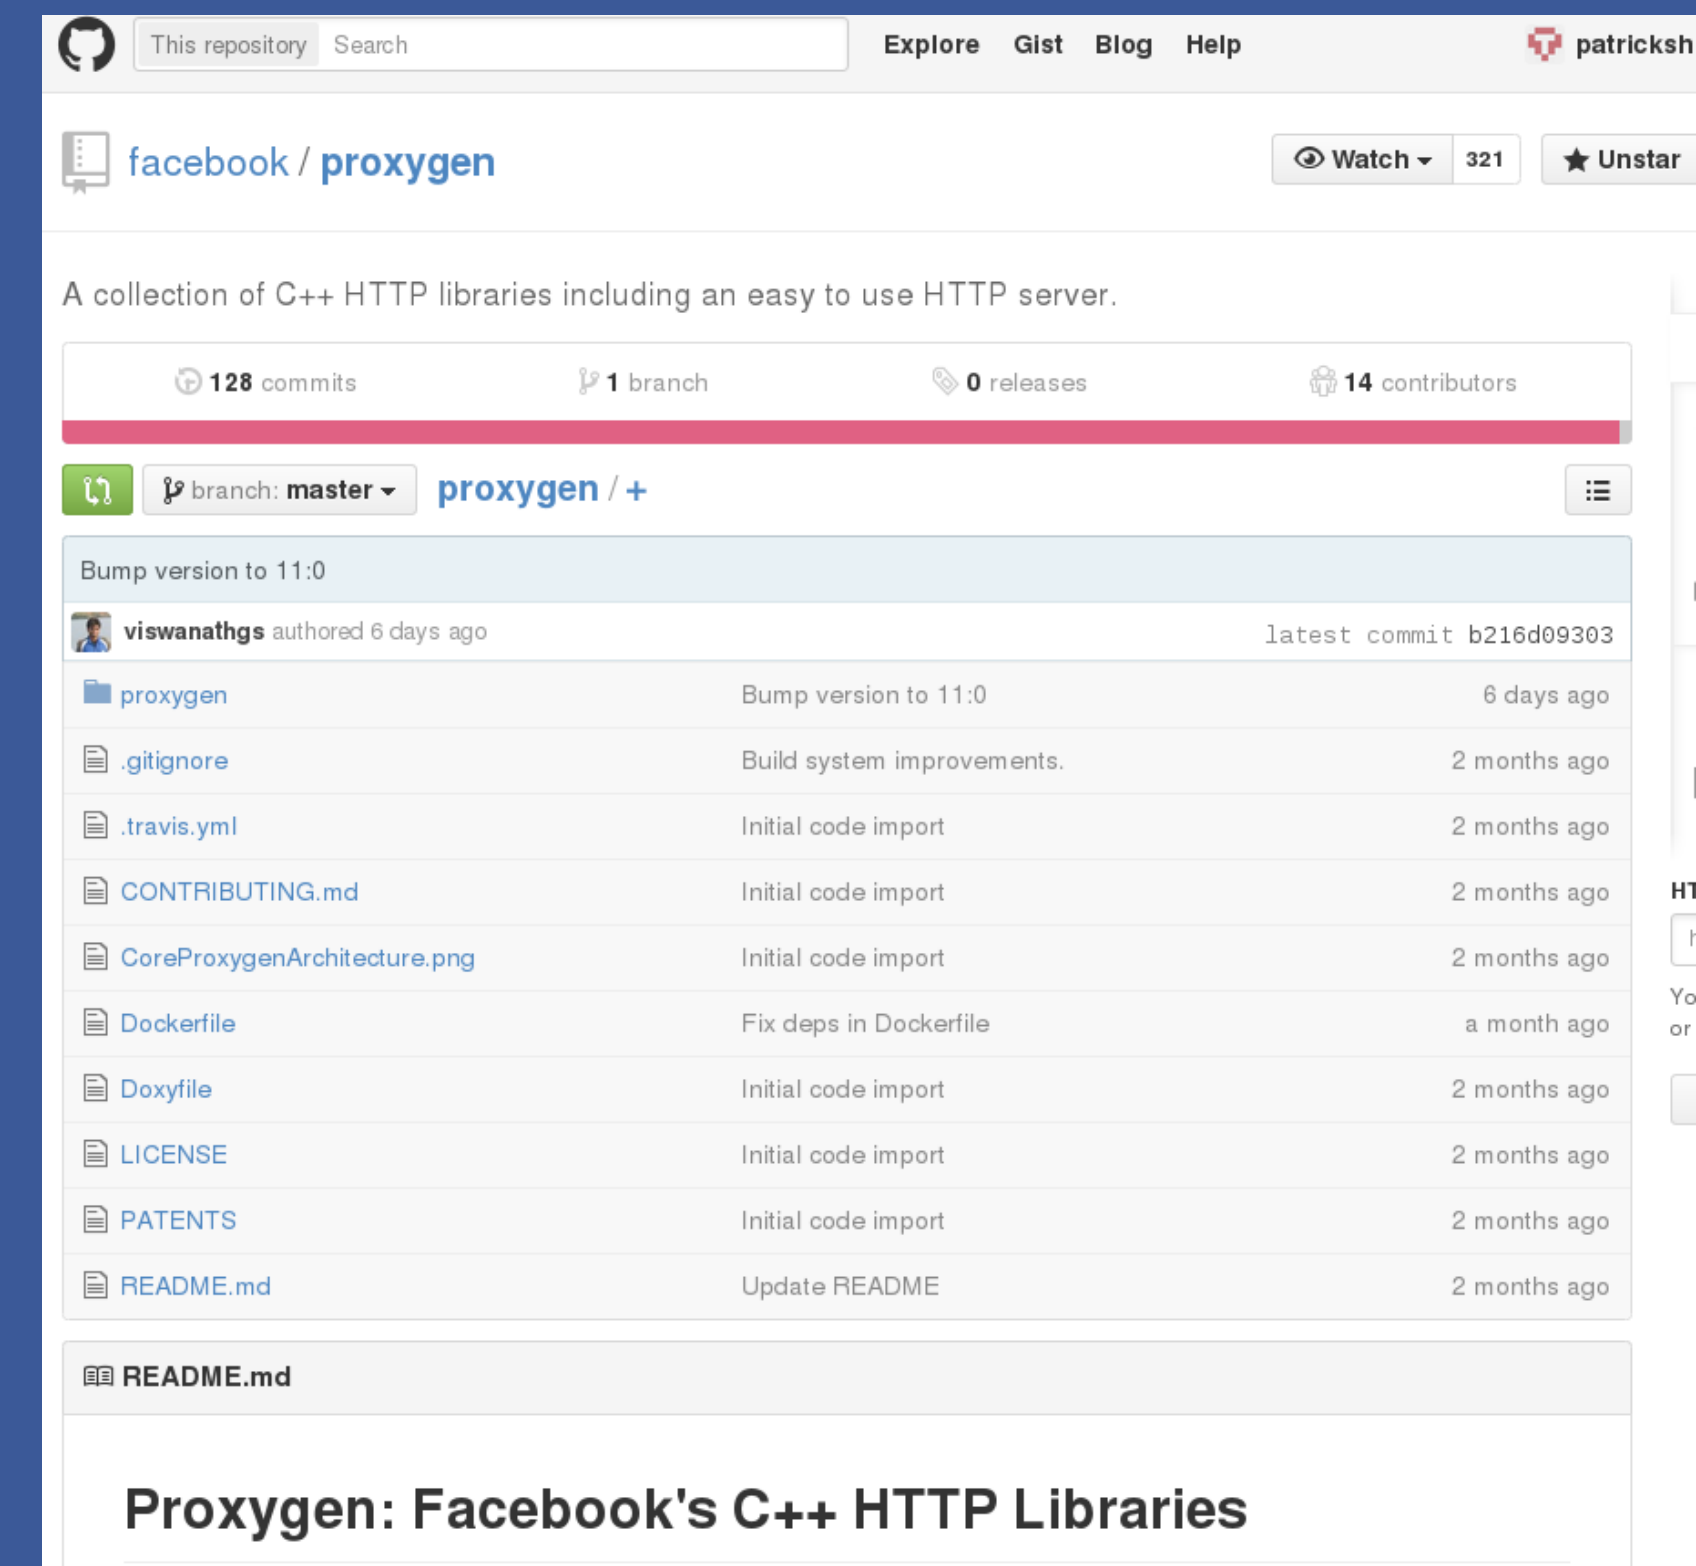 This repository Search Explore Gist Blog Help patricksh
facebook / proxygen Watch 321 Unstar
A collection of C++ HTTP libraries including an easy to use HTTP server.
128 commits 1 branch 0 releases 14 contributors
branch: master proxygen / +
Bump version to 11:0
viswanathgs authored 6 days ago latest commit b216d09303
proxygen Bump version to 11:0 6 days ago
.gitignore Build system improvements. 2 months ago
.travis.yml Initial code import 2 months ago
CONTRIBUTING.md Initial code import 2 months ago
HT
CoreProxygenArchitecture.png Initial code import 2 months ago
Yo
Dockerfile Fix deps in Dockerfile a month ago
or
Doxyfile Initial code import 2 months ago
LICENSE Initial code import 2 months ago
PATENTS Initial code import 2 months ago
README.md Update README 2 months ago
README.md
Proxygen: Facebook's C++ HTTP Libraries